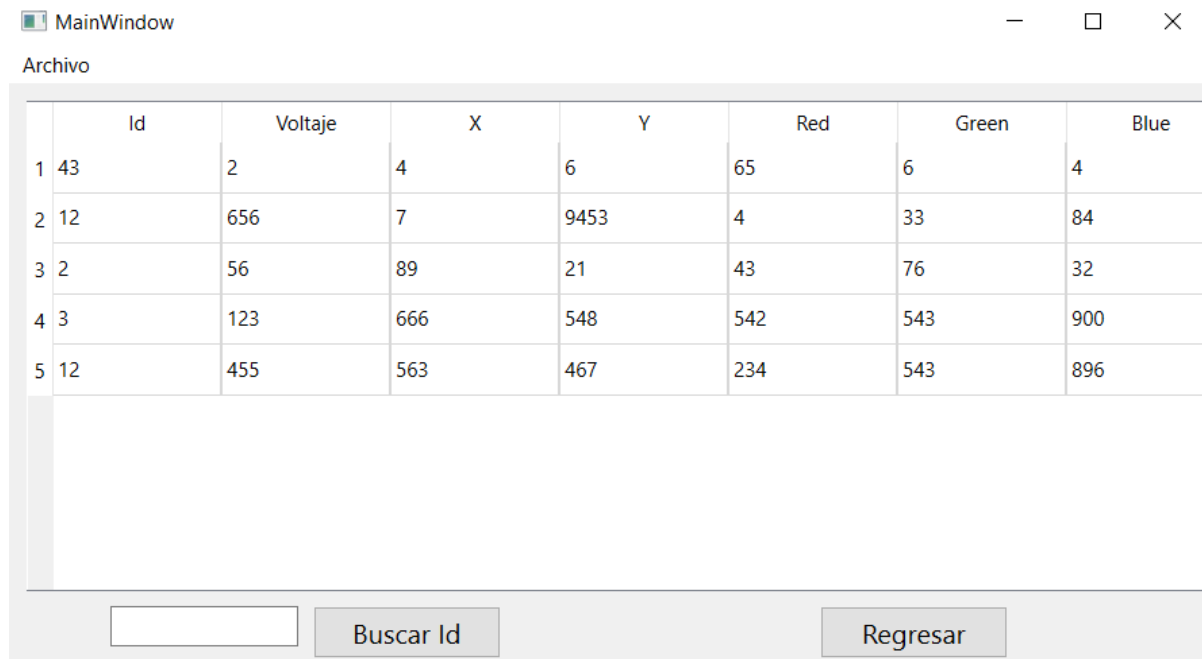 MainWindow
Archivo
Id Voltaje X Y Red Green Blue
1 43 2 4 6 65 6 4
2 12 656 7 9453 4 33 84
3 2 56 89 21 43 76 32
4 3 123 666 548 542 543 900
5 12 455 563 467 234 543 896
Buscar Id Regresar